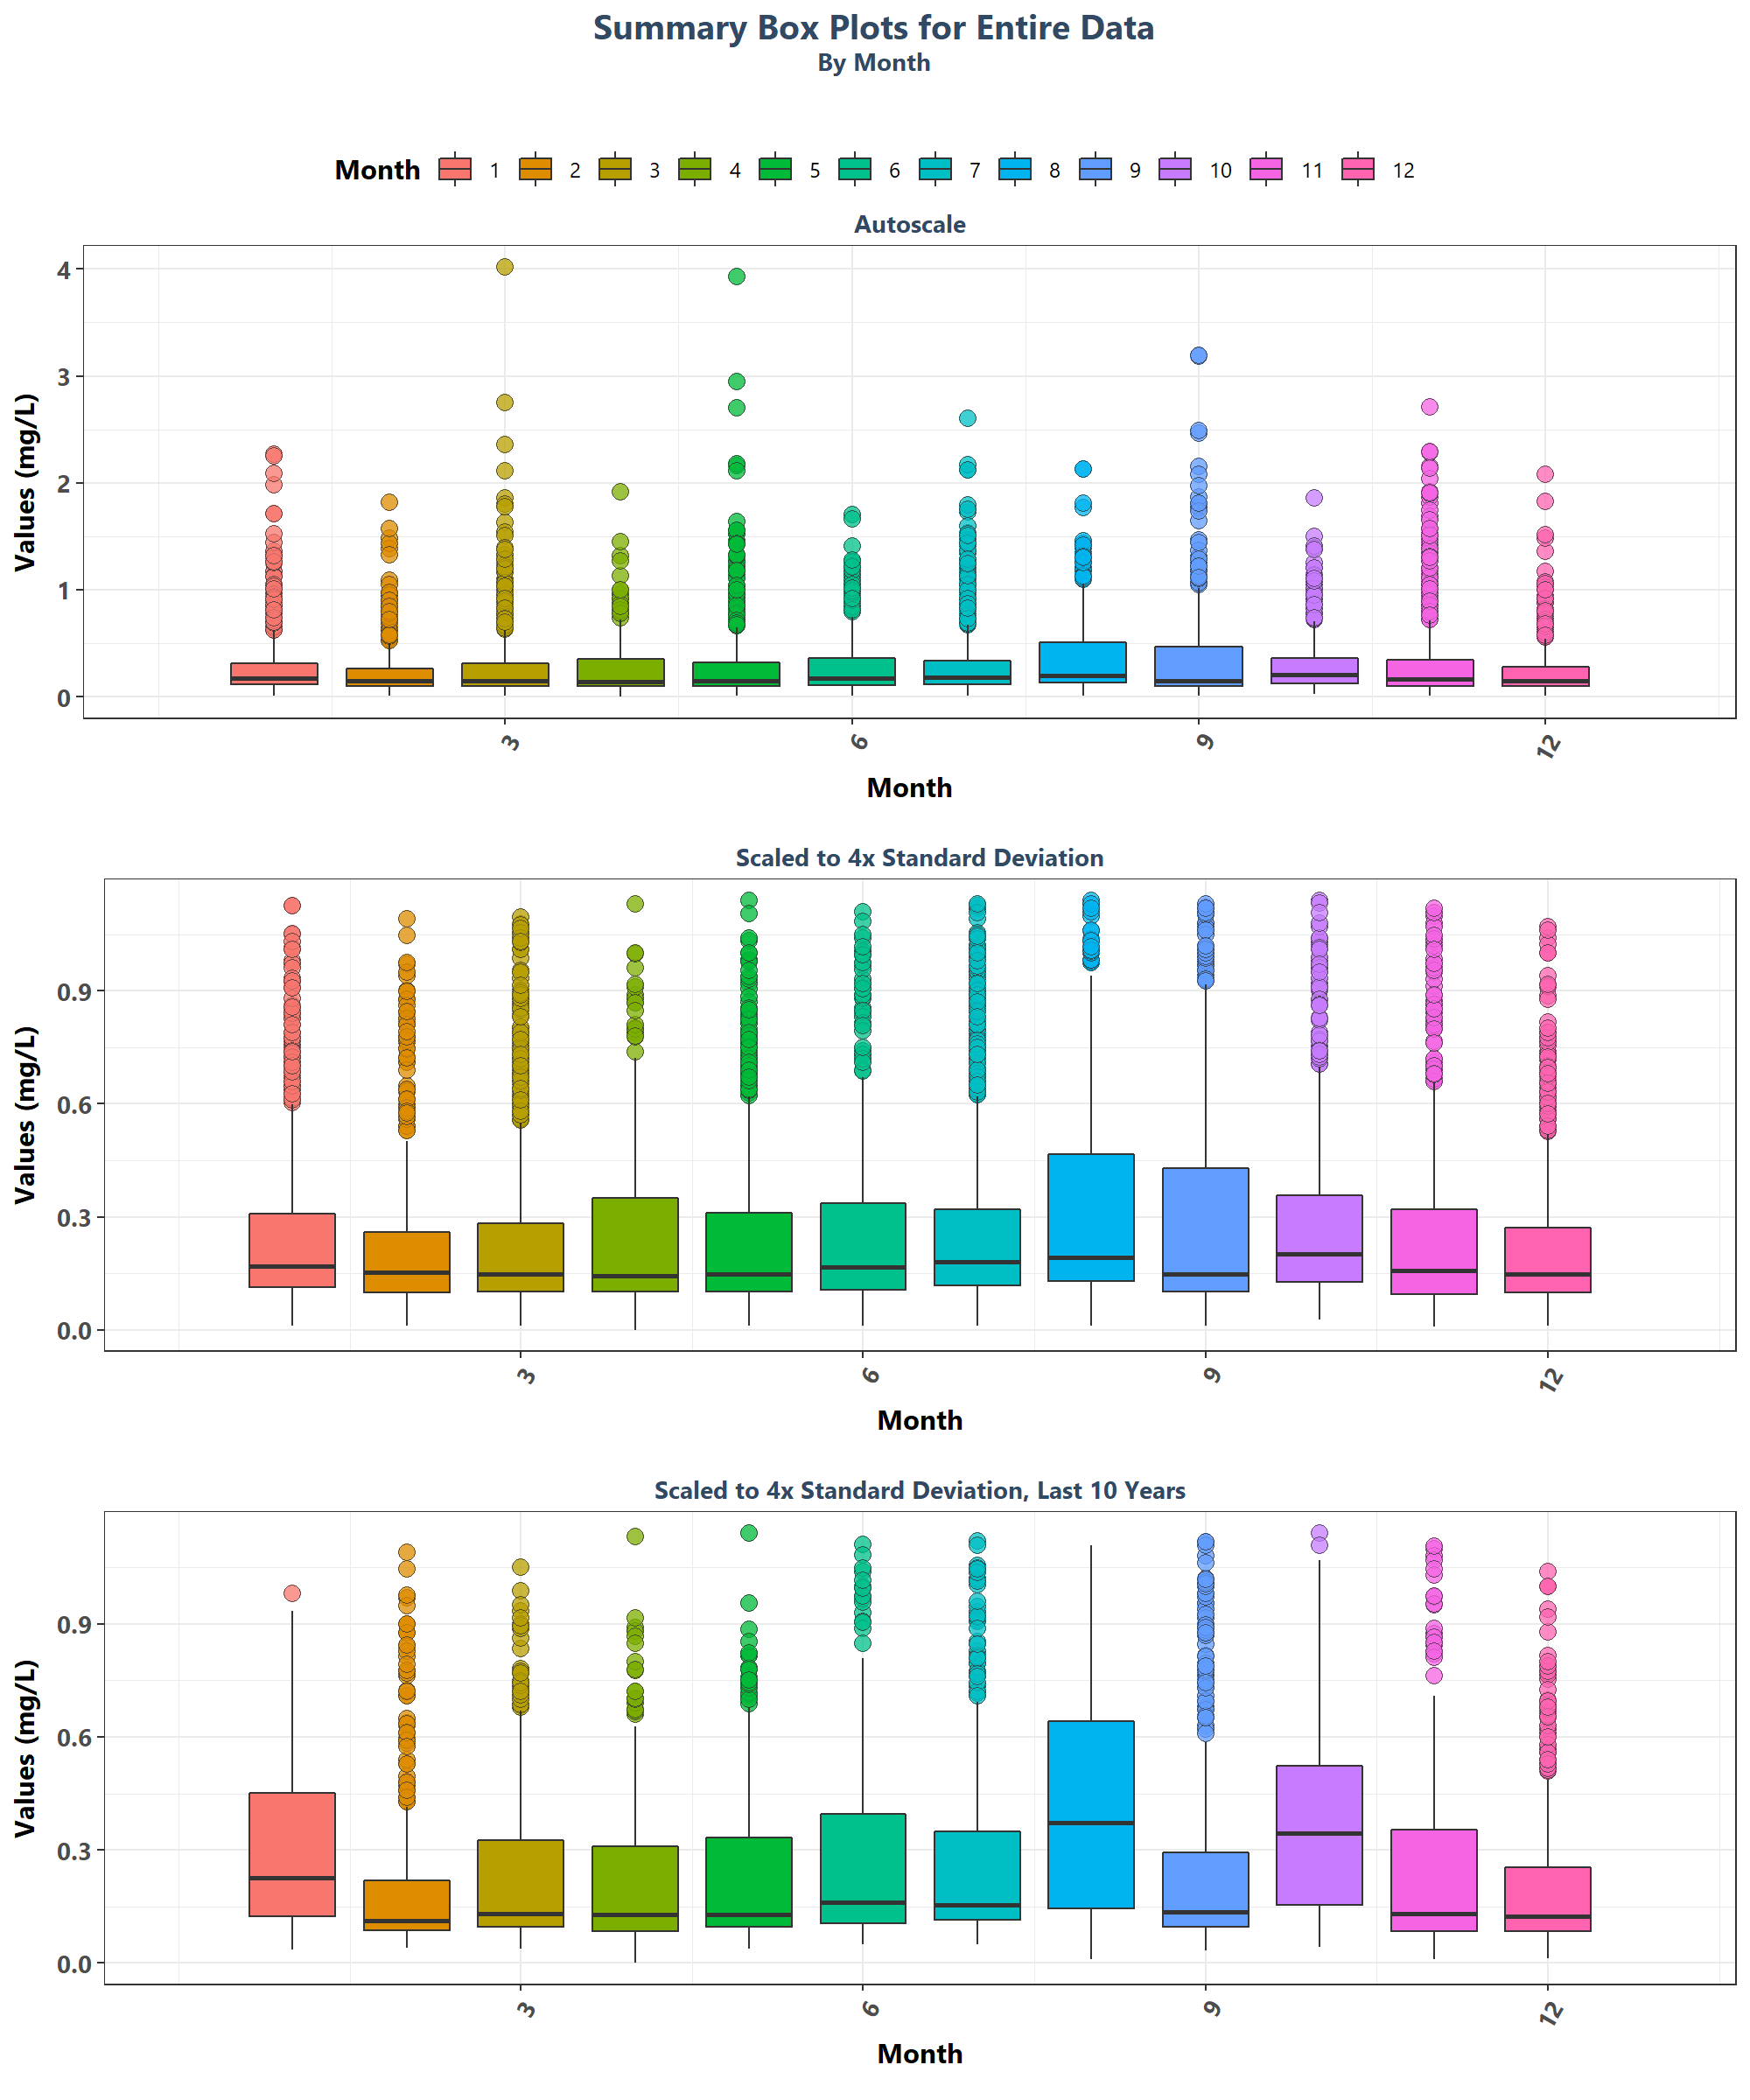 Summary Box Plots for Entire Data
By Month
Month 1 2 3 4 5 6 7 8 9 10 11 12
Autoscale
Values (mg/L)
4
3
2
1
0
3 6 9 12
Month
Scaled to 4x Standard Deviation
Values (mg/L)
0.9
0.6
0.3
0.0
3 6 9 12
Month
Scaled to 4x Standard Deviation, Last 10 Years
Values (mg/L)
0.9
0.6
0.3
0.0
3 6 9 12
Month